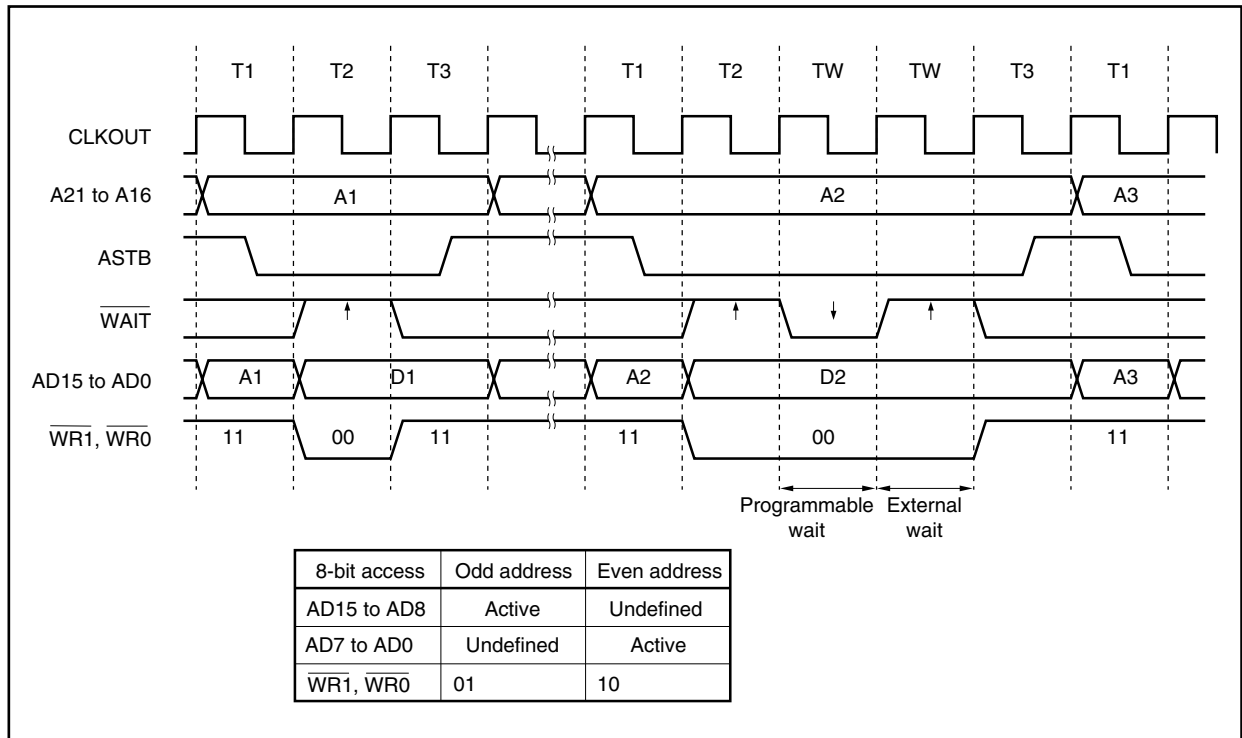 T1 T2 T3 T1 T2 TW TW T3 T1
CLKOUT
A21 to A16 A1 A2 A3
ASTB
WAIT
AD15 to AD0 A1 D1 A2 D2 A3
WR1, WR0 11 00 11 11 00 11
Programmable wait External wait
8-bit access Odd address Even address
AD15 to AD8 Active Undefined
AD7 to AD0 Undefined Active
WR1, WR0 01 10